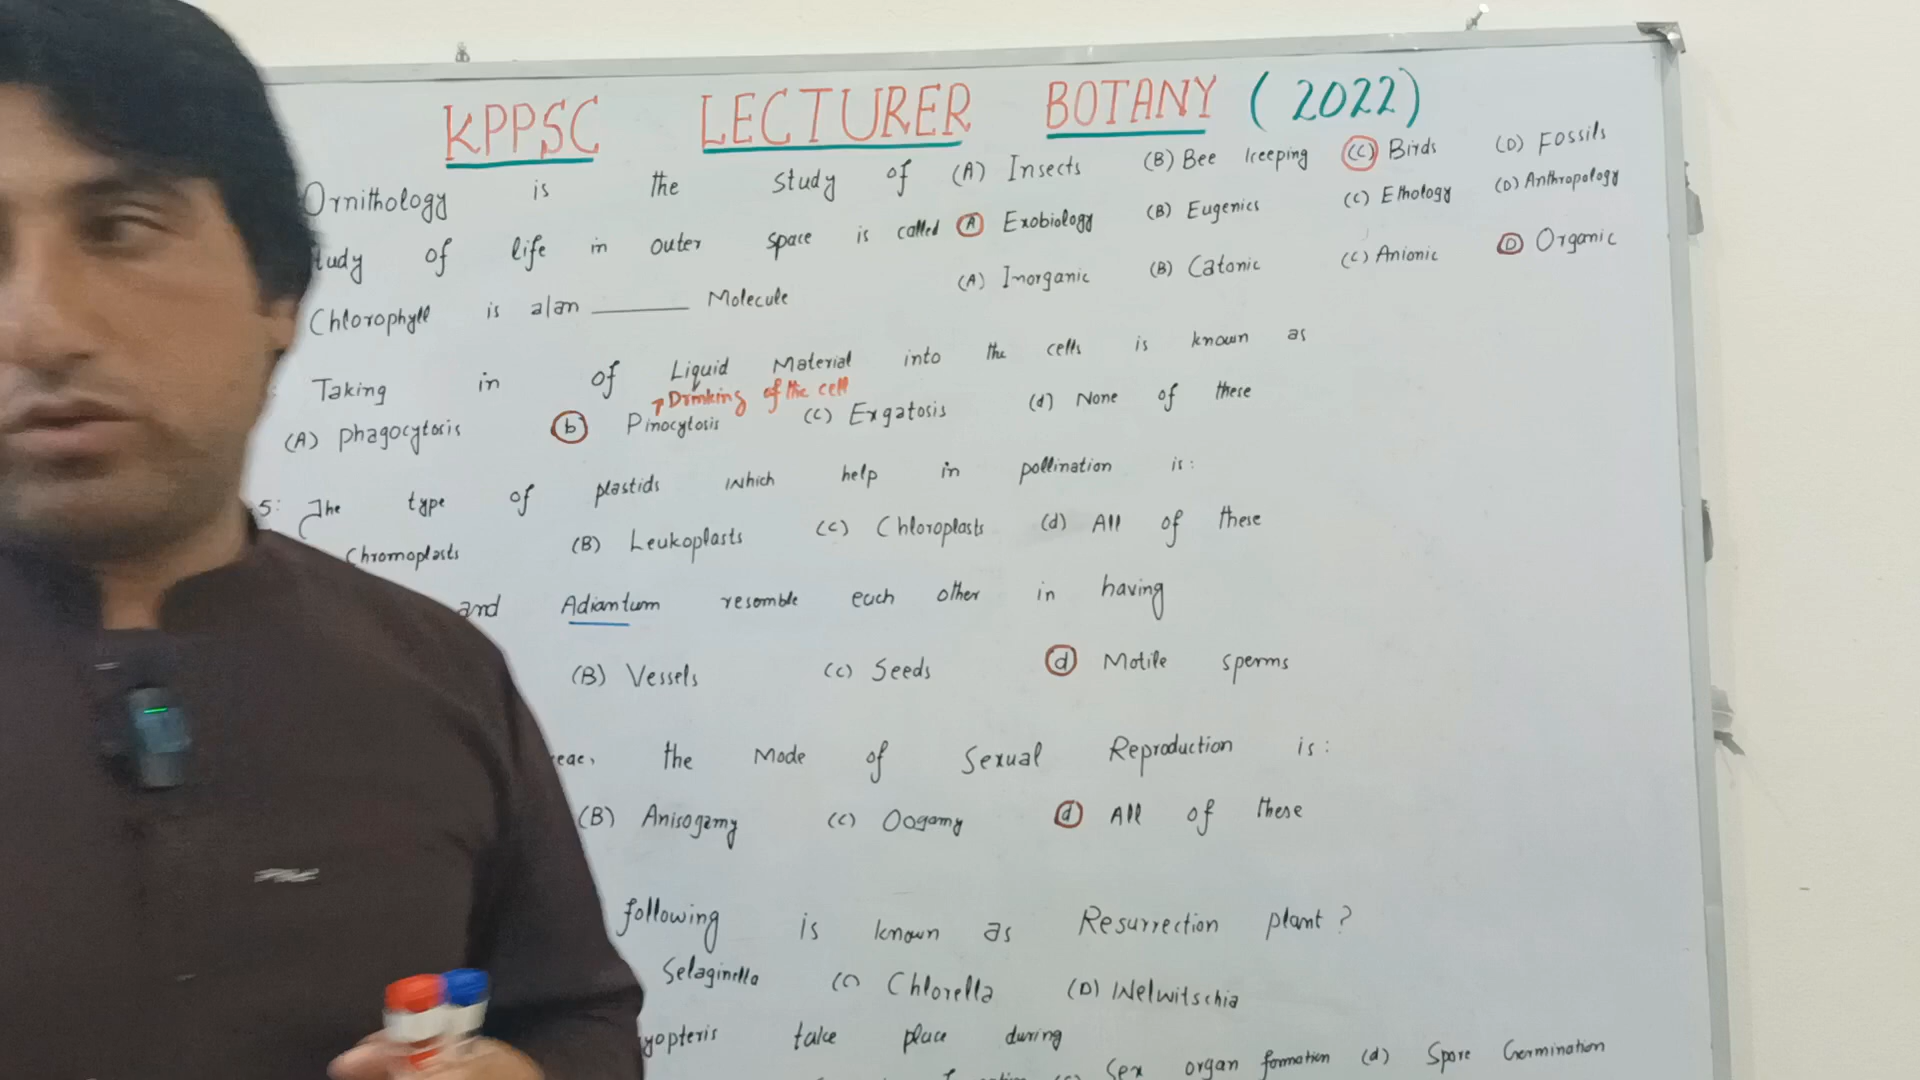 KPPSC LECTURER BOTANY (2022)
Ornithology is the study of (A) Insects (B) Bee keeping (C) Birds (D) Fossils
tudy of life in outer space is called (A) Exobiology (B) Eugenics (C) Ethology (D) Anthropology
Chlorophyll is a/an ______ Molecule (A) Inorganic (B) Catonic (C) Anionic (D) Organic
Taking in of Liquid Material into the cells is known as
Drinking of the cell
(A) phagocytosis (b) Pinocytosis (C) Exgatosis (d) None of these
5: The type of plastids which help in pollination is:
Chromoplasts (B) Leukoplasts (C) Chloroplasts (d) All of these
and Adiantum resemble each other in having
(B) Vessels (C) Seeds (d) Motile sperms
eae, the Mode of Sexual Reproduction is:
(B) Anisogamy (C) Oogamy (d) All of these
following is known as Resurrection plant?
Selaginella (C) Chlorella (D) Welwitschia
yopteris take place during
Sex organ formation (d) Spore Germination